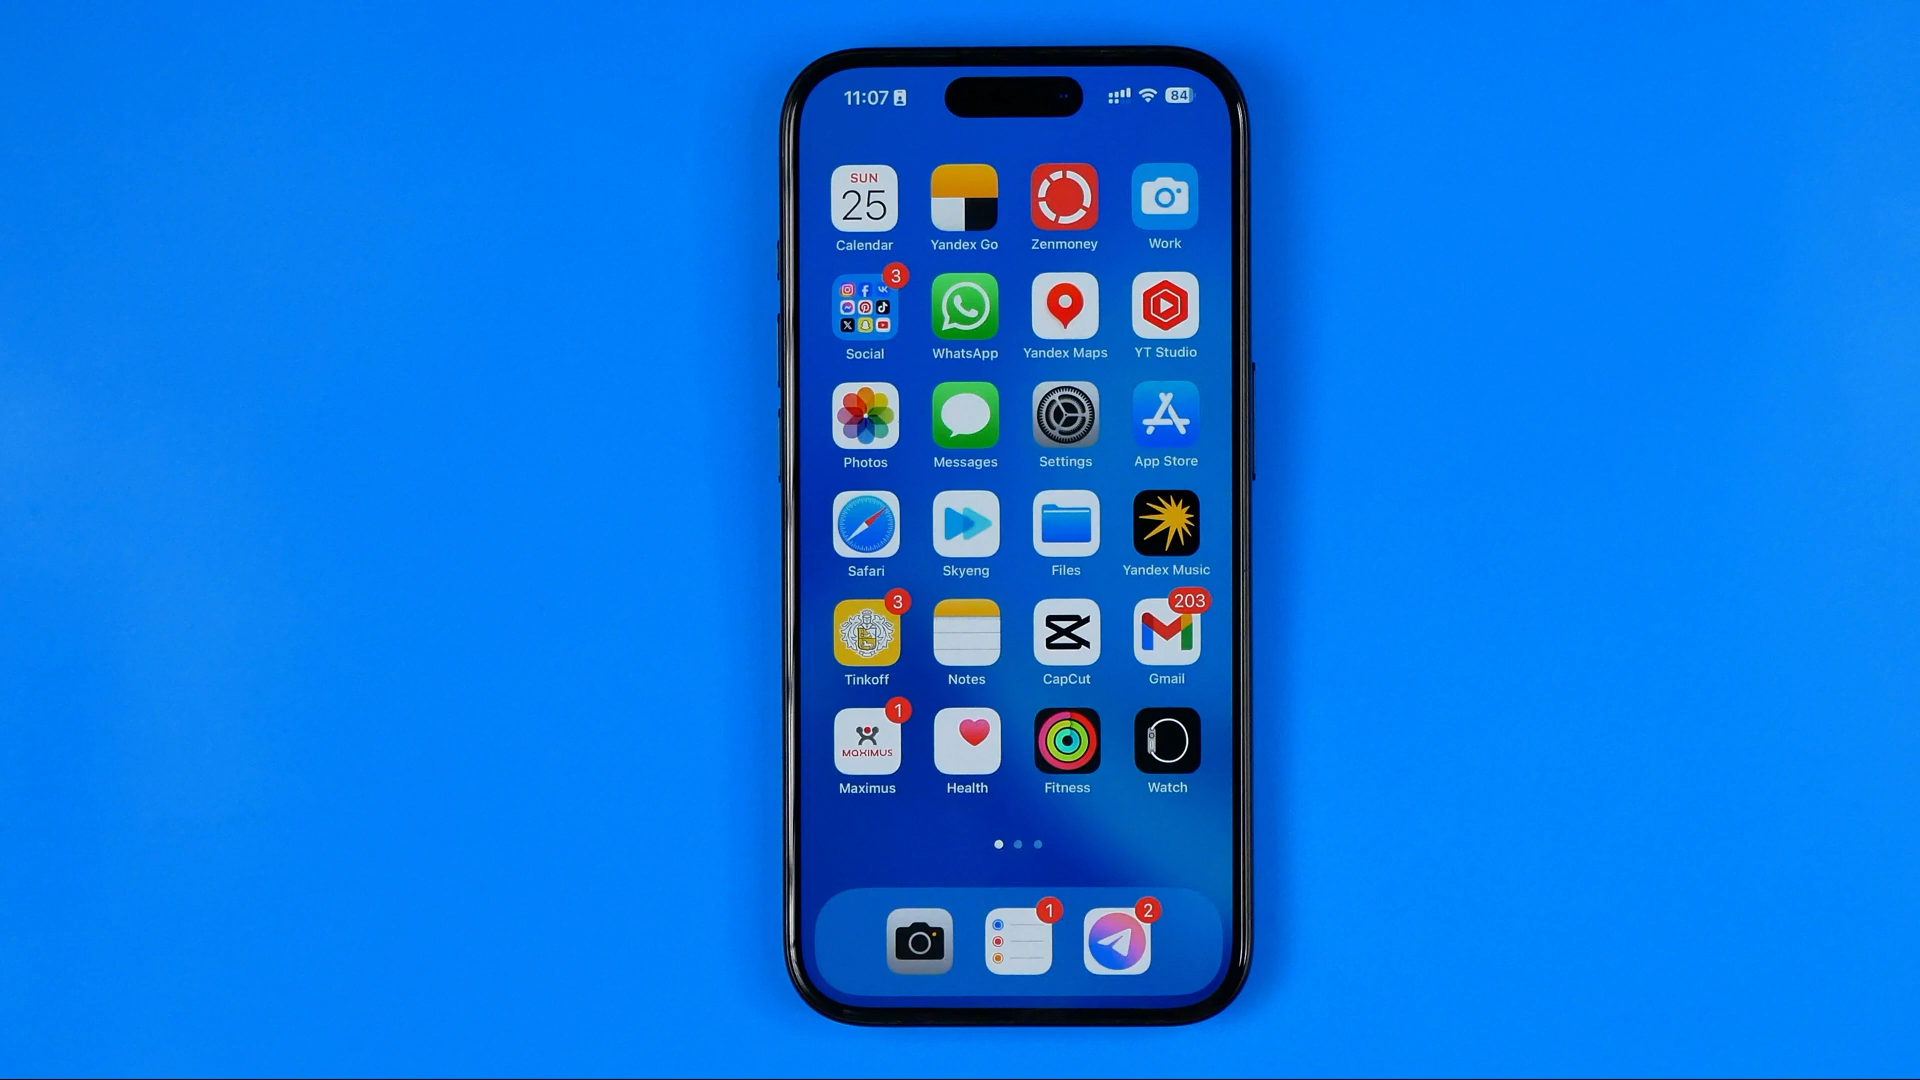 11:07
84
SUN
25
Calendar
Yandex Go
Zenmoney
Work
3
Social
WhatsApp
Yandex Maps
YT Studio
Photos
Messages
Settings
App Store
Safari
Skyeng
Files
Yandex Music
3
203
Tinkoff
Notes
CapCut
Gmail
1
MAXIMUS
Maximus
Health
Fitness
Watch
1
2